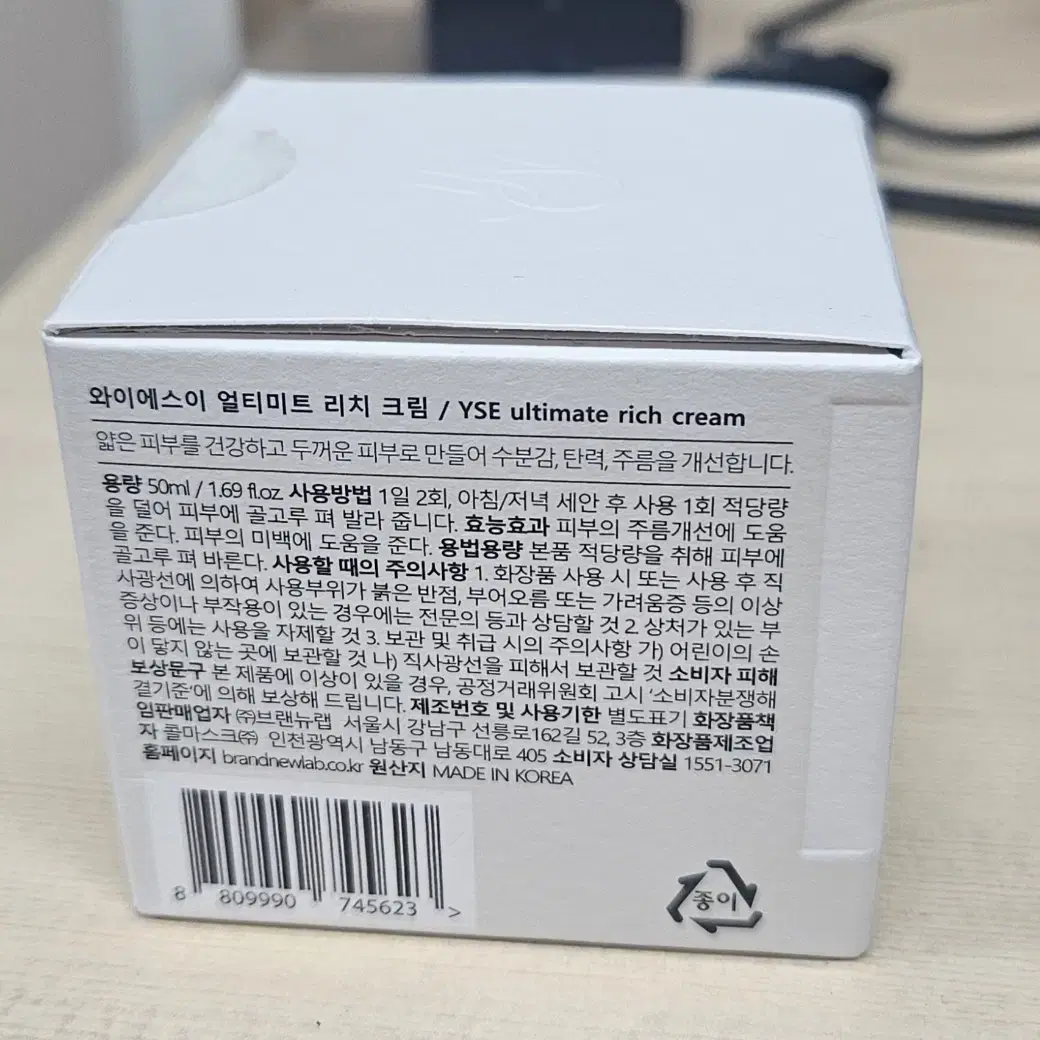 와이에스이 얼티미트 리치 크림 / YSE ultimate rich cream
얇은 피부를 건강하고 두꺼운 피부로 만들어 수분감, 탄력, 주름을 개선합니다.
용량 50ml / 1.69 fl.oz. 사용방법 1일 2회, 아침/저녁 세안 후 사용 1회 적당량
을 덜어 피부에 골고루 펴 발라 줍니다. 효능효과 피부의 주름개선에 도움
을 준다. 피부의 미백에 도움을 준다. 용법용량 본품 적당량을 취해 피부에
골고루 펴 바른다. 사용할 때의 주의사항 1. 화장품 사용 시 또는 사용 후 직
사광선에 의하여 사용부위가 붉은 반점, 부어오름 또는 가려움증 등의 이상
증상이나 부작용이 있는 경우에는 전문의 등과 상담할 것 2. 상처가 있는 부
위 등에는 사용을 자제할 것 3. 보관 및 취급 시의 주의사항 가) 어린이의 손
이 닿지 않는 곳에 보관할 것 나) 직사광선을 피해서 보관할 것 소비자 피해
보상문구 본 제품에 이상이 있을 경우, 공정거래위원회 고시 '소비자분쟁해
결기준'에 의해 보상해 드립니다. 제조번호 및 사용기한 별도표기 화장품책
임판매업자 ㈜브랜뉴랩 서울시 강남구 선릉로162길 52, 3층 화장품제조업
자 콜마스크㈜ 인천광역시 남동구 남동대로 405 소비자 상담실 1551-3071
홈페이지 brandnewlab.co.kr 원산지 MADE IN KOREA
8 809990 745623 >
종이